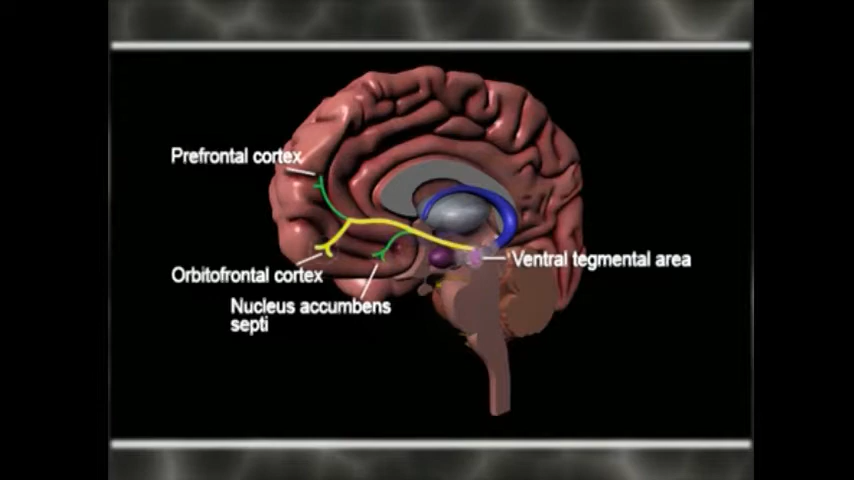 Prefrontal cortex
Orbitofrontal cortex
Ventral tegmental area
Nucleus accumbens
septi